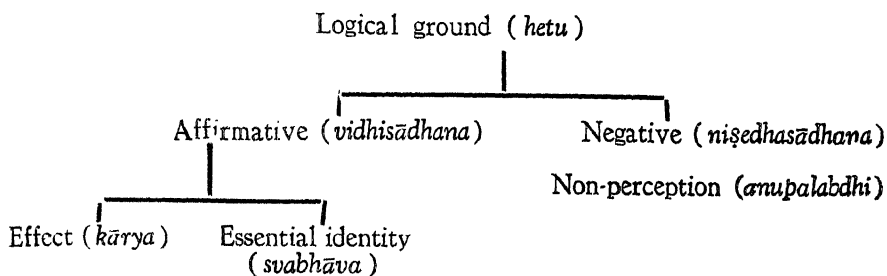 Logical ground (hetu)
Affirmative (vidhisādhana) Negative (niṣedhasādhana)
Non-perception (anupalabdhi)
Effect (kārya) Essential identity
(svabhāva)